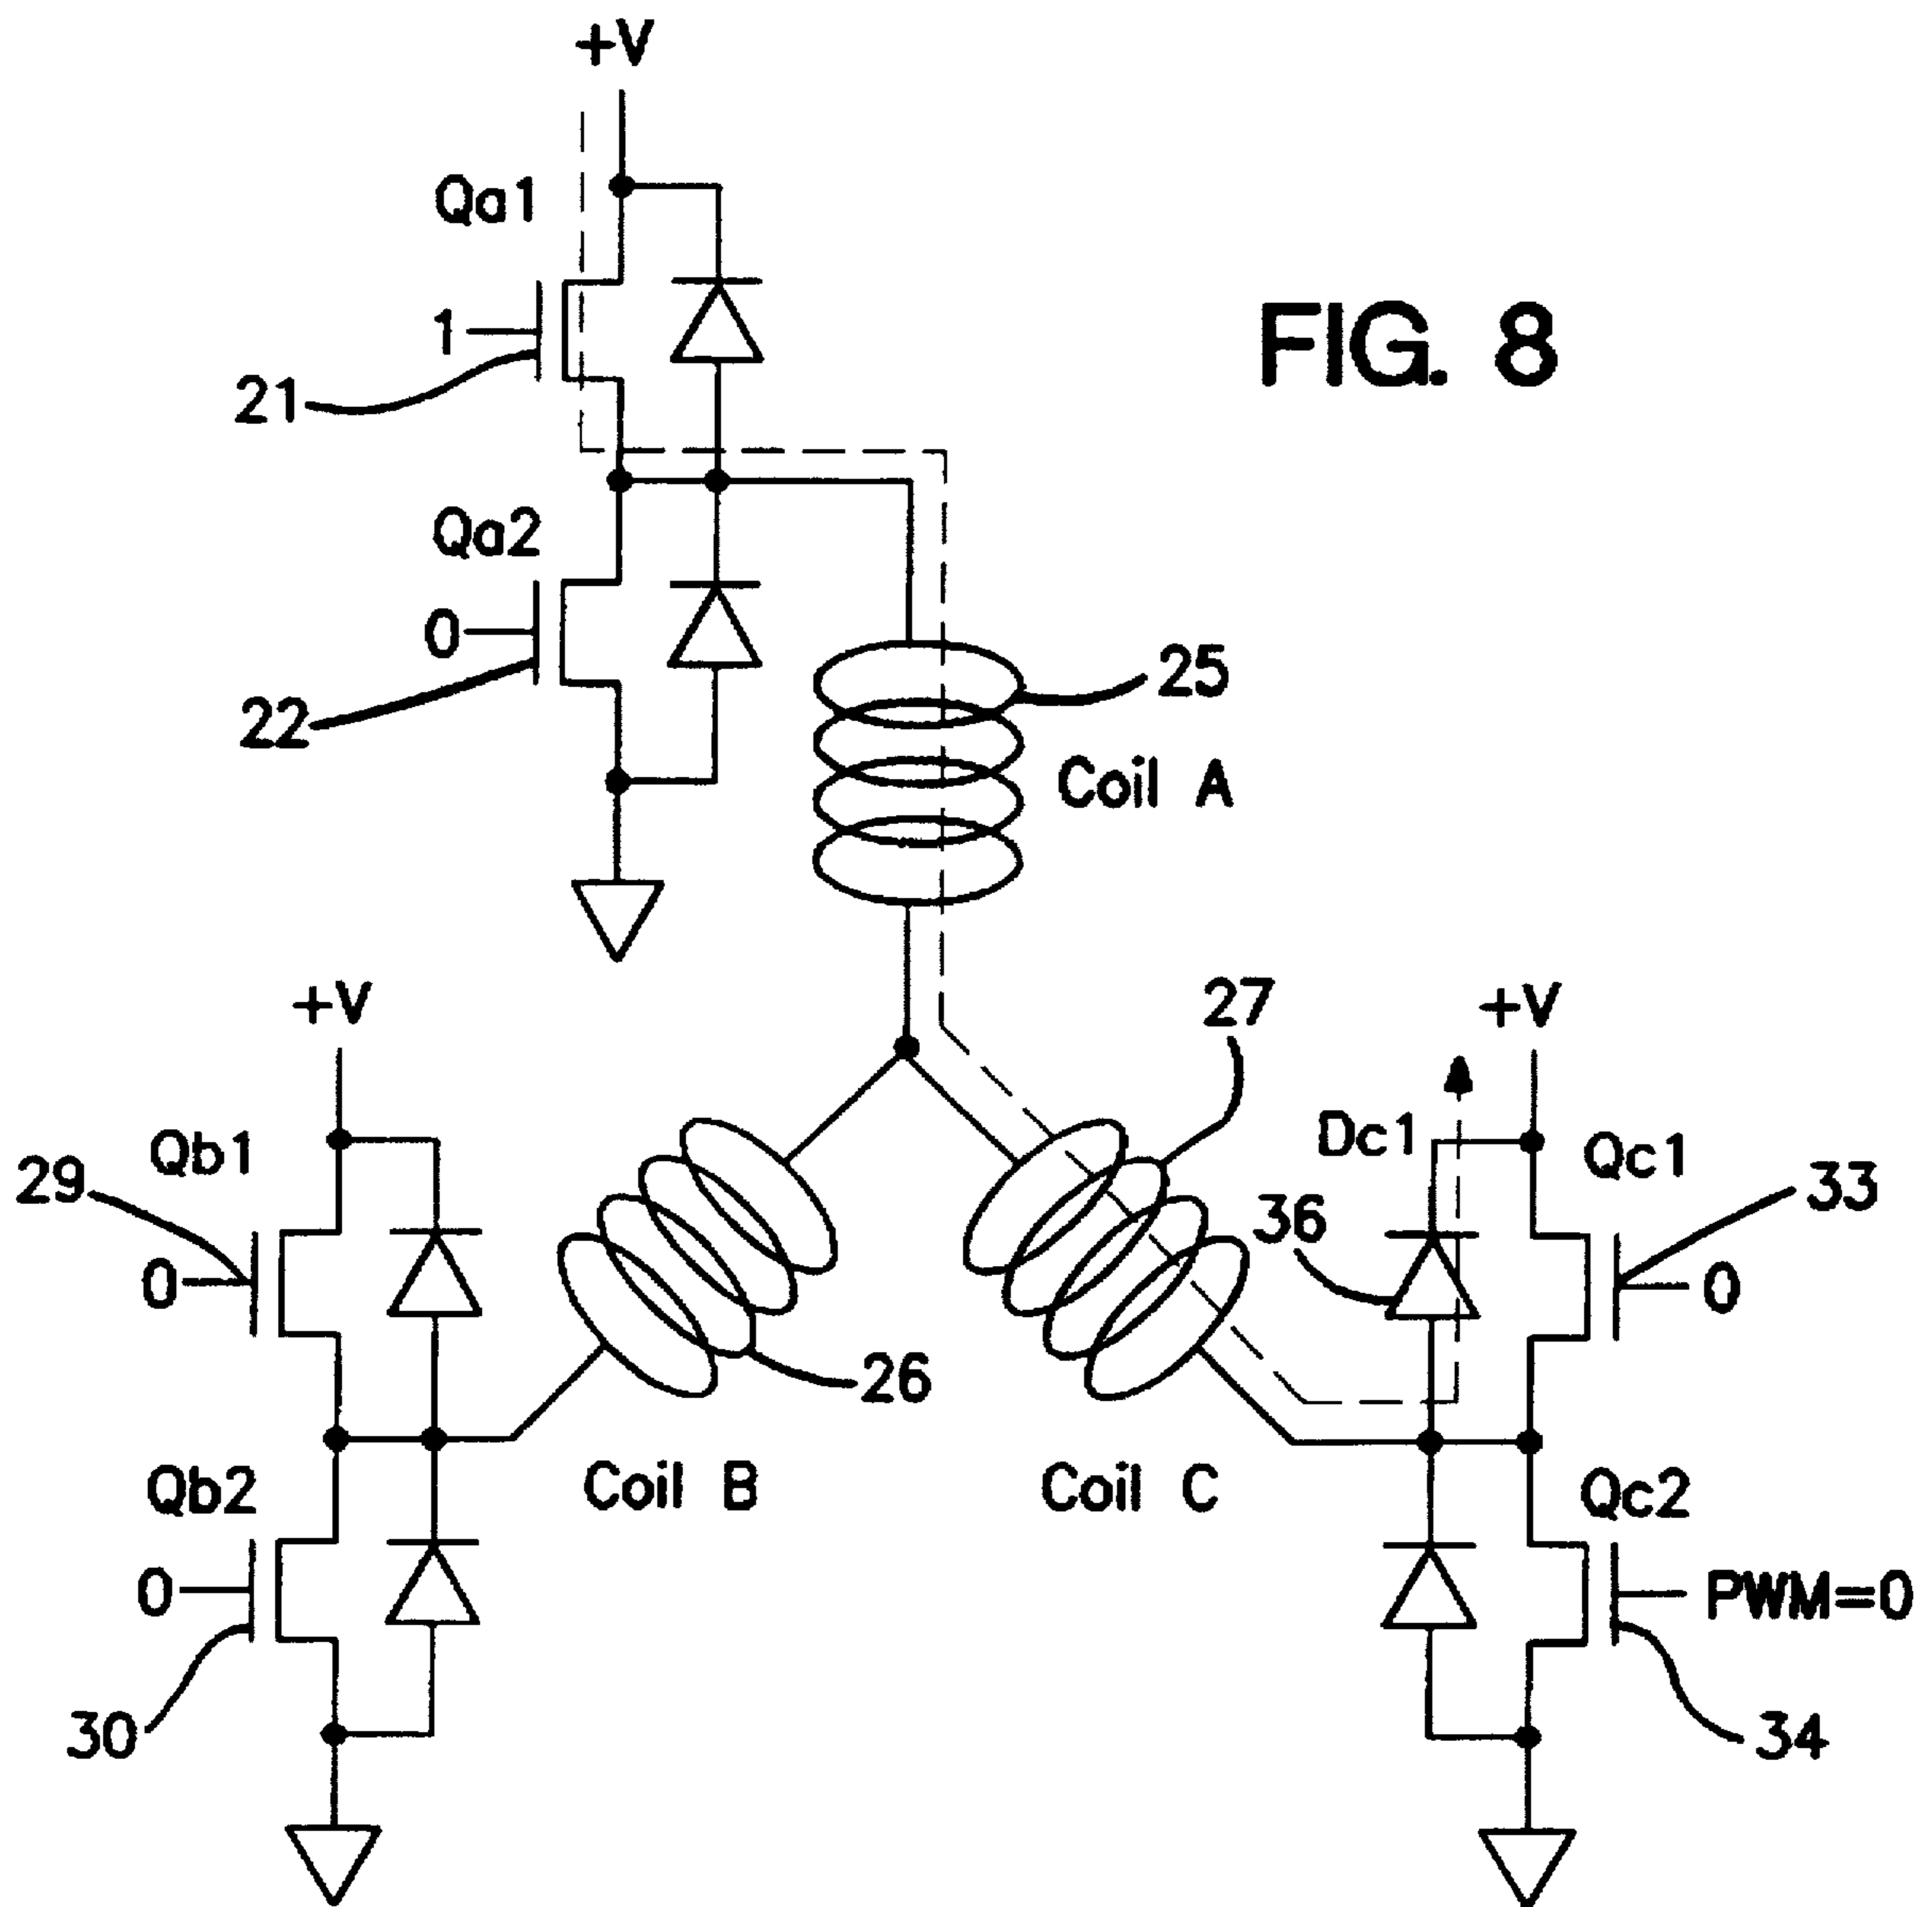 +V
Qa1
FIG. 8
1
21
Qa2
0
22
25
Coil A
+V
27
+V
Qb1
Dc1
Qc1
29
36
33
0
0
26
Qb2
Coil B
Coil C
Qc2
0
PWM=0
30
34